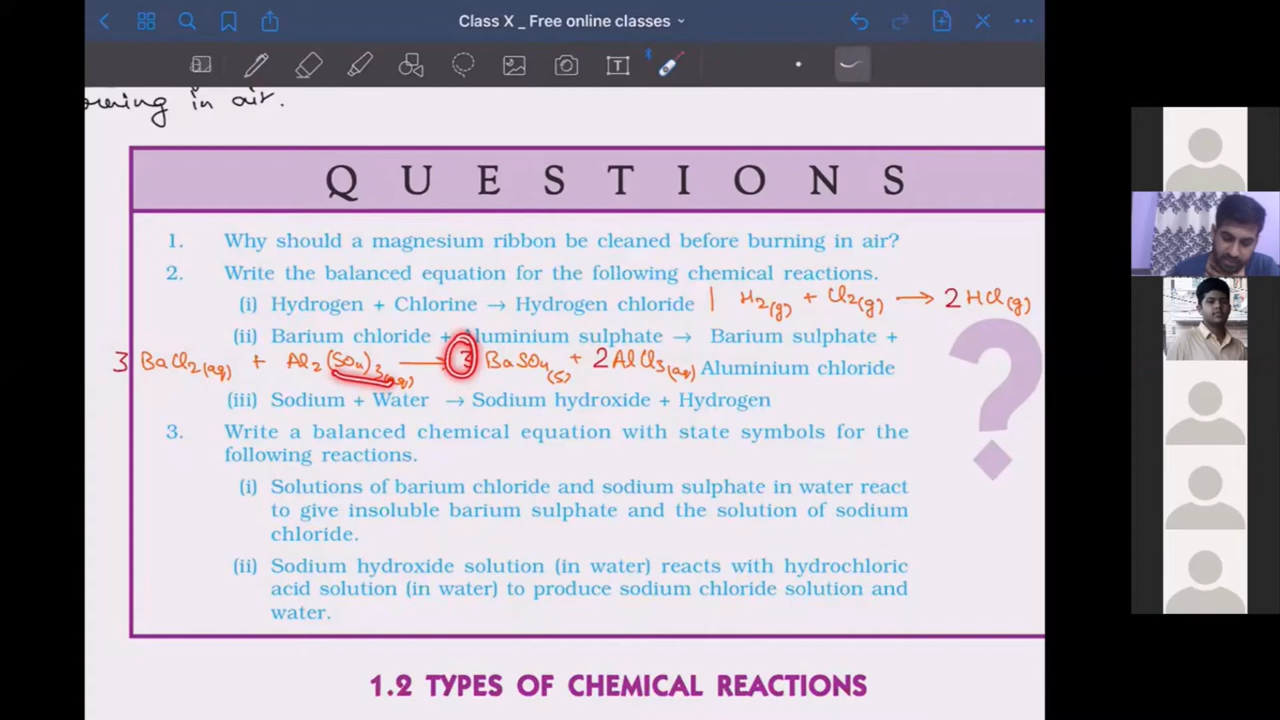 Class X _ Free online classes
in air.
QUESTIONS
1. Why should a magnesium ribbon be cleaned before burning in air?
2. Write the balanced equation for the following chemical reactions.
(i) Hydrogen + Chlorine → Hydrogen chloride | H2(g) + Cl2(g) → 2HCl(g)
(ii) Barium chloride + Aluminium sulphate → Barium sulphate +
3 BaCl2(aq) + Al2(SO4)3(aq) → 3 BaSO4(s) + 2AlCl3(aq) Aluminium chloride
(iii) Sodium + Water → Sodium hydroxide + Hydrogen
3. Write a balanced chemical equation with state symbols for the
following reactions.
(i) Solutions of barium chloride and sodium sulphate in water react
to give insoluble barium sulphate and the solution of sodium
chloride.
(ii) Sodium hydroxide solution (in water) reacts with hydrochloric
acid solution (in water) to produce sodium chloride solution and
water.
?
1.2 TYPES OF CHEMICAL REACTIONS